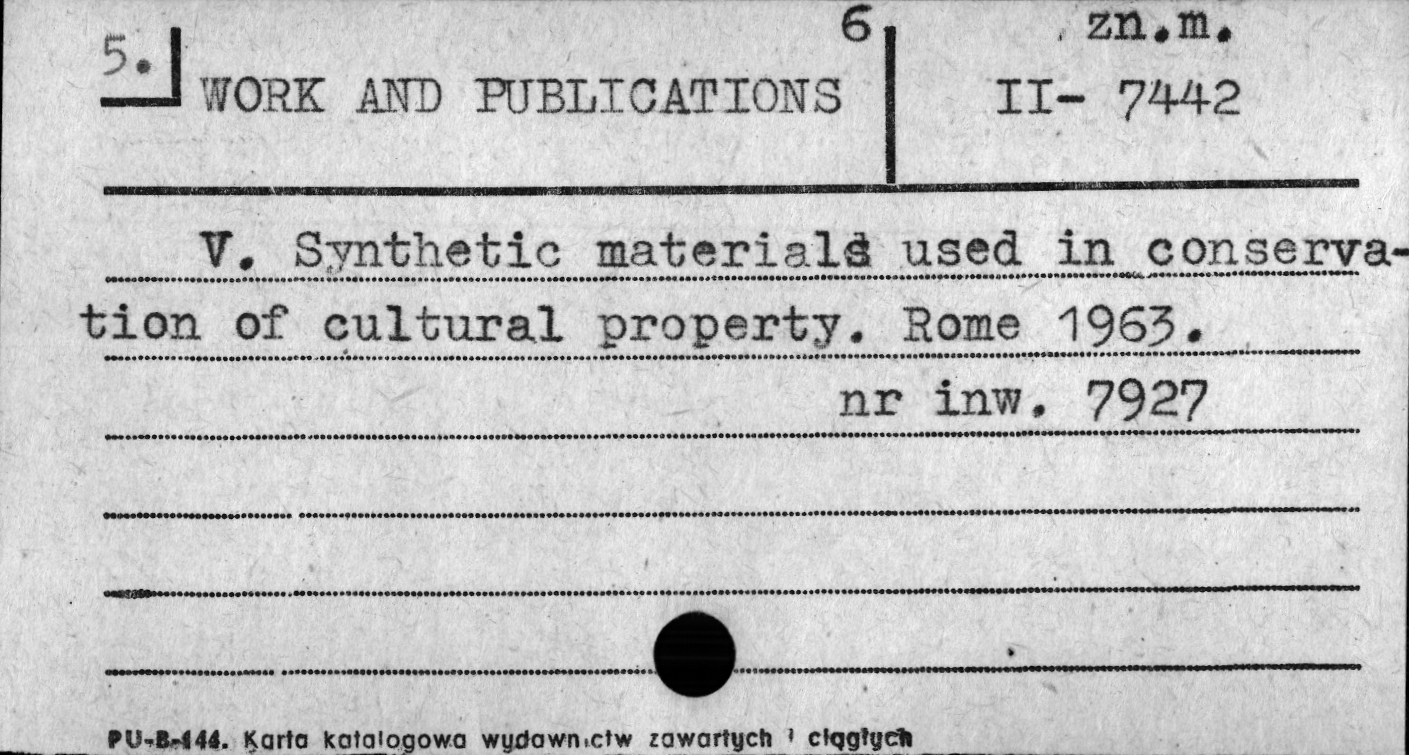 5.
6
zn.m.
WORK AND PUBLICATIONS
II- 7442
V. Synthetic materials used in conserva-
tion of cultural property. Rome 1963.
nr inw. 7927
PU-B-144. Karta katalogowa wydawnictw zawartych i ciągłych